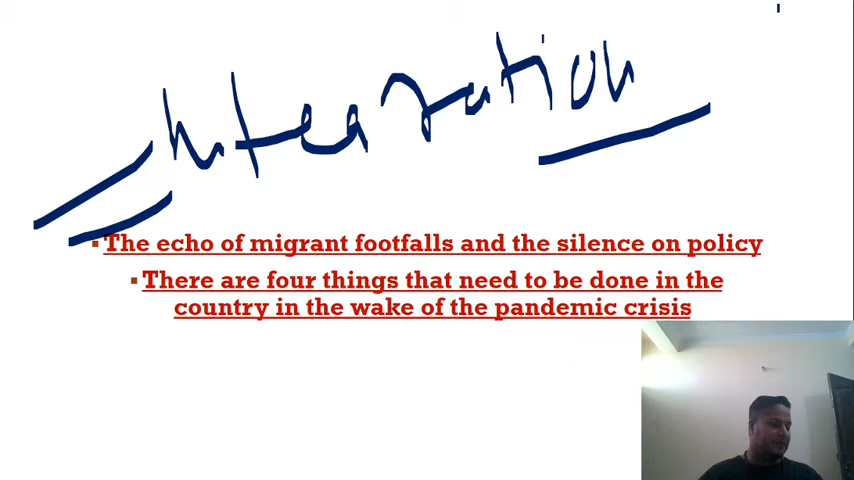 Integration
The echo of migrant footfalls and the silence on policy
There are four things that need to be done in the
country in the wake of the pandemic crisis